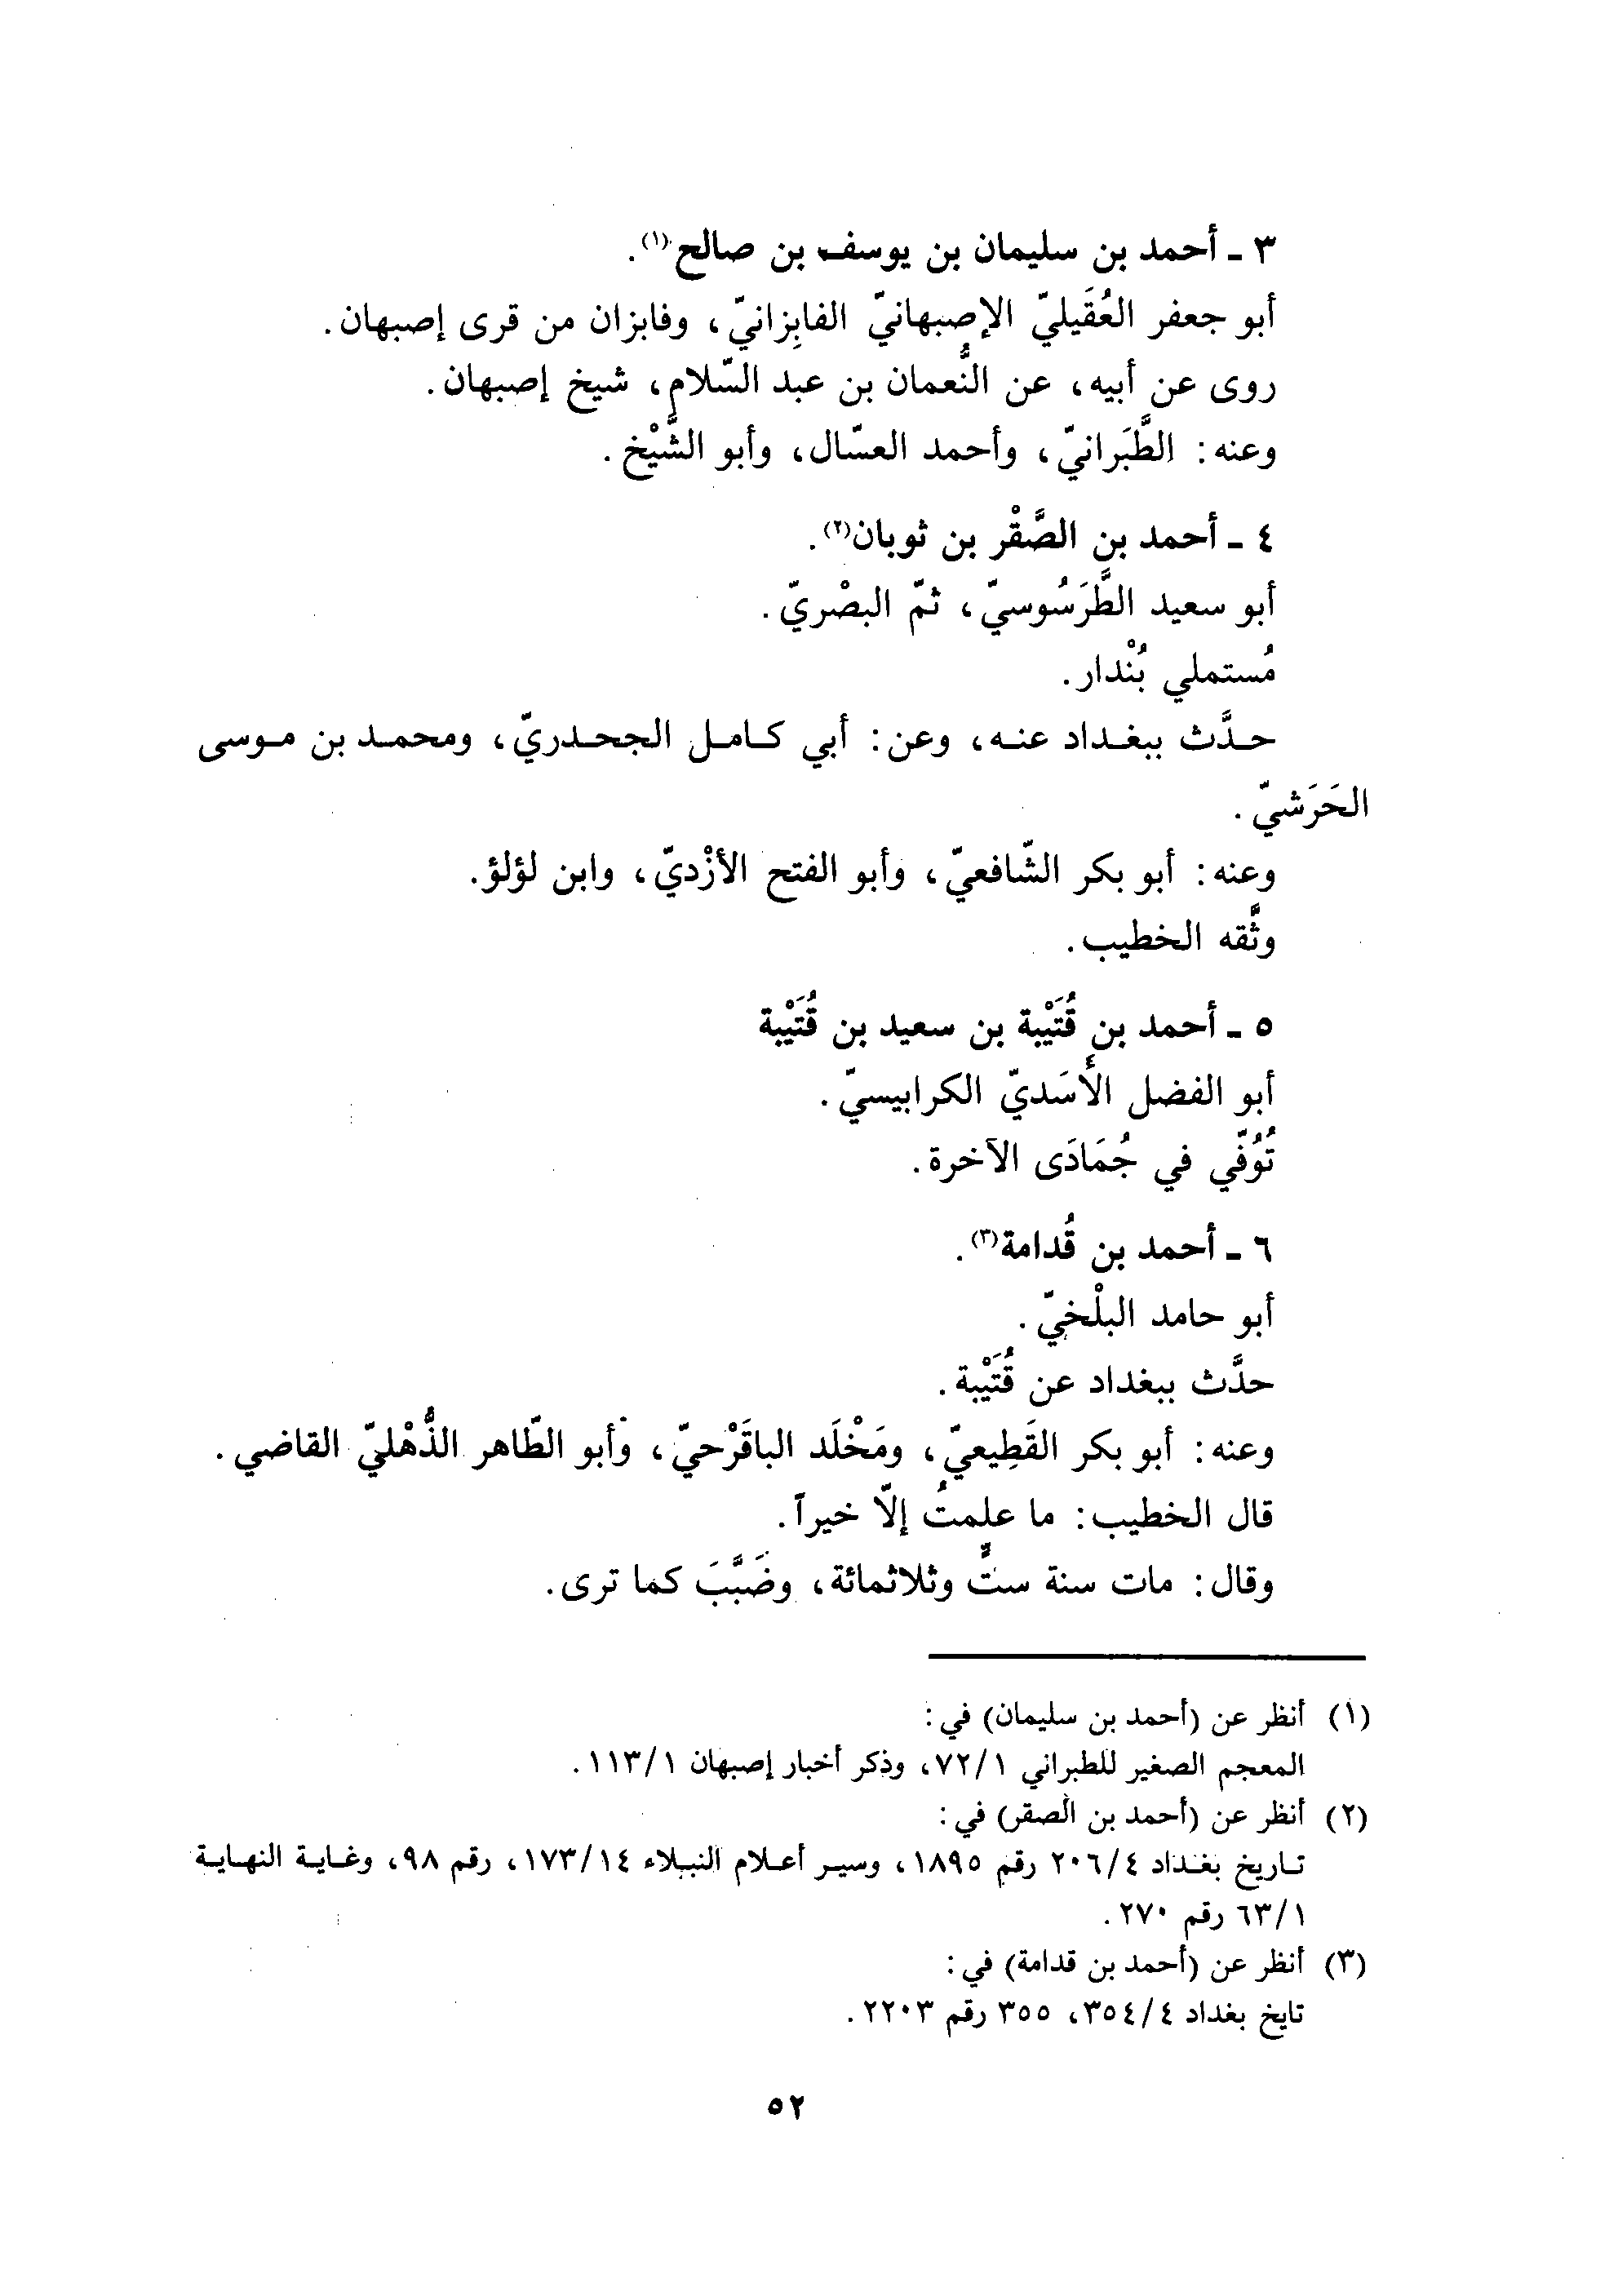 ٣ ـ أحمد بن سليمان بن يوسف بن صالح(١).
أبو جعفر العُقَيليّ الإصبهانيّ الفابِزانيّ، وفابزان من قرى إصبهان.
روى عن أبيه، عن النُّعمان بن عبد السّلام، شيخ إصبهان.
وعنه: الطَّبَرانيّ، وأحمد العسّال، وأبو الشَّيْخ.
٤ ـ أحمد بن الصَّقْر بن ثوبان(٢).
أبو سعيد الطَّرَسُوسيّ، ثمّ البصْريّ.
مُستملي بُنْدار.
حدَّث ببغداد عنه، وعن: أبي كامل الجحدريّ، ومحمد بن موسى
الحَرَشيّ.
وعنه: أبو بكر الشّافعيّ، وأبو الفتح الأزْديّ، وابن لؤلؤ.
وثَّقه الخطيب.
٥ ـ أحمد بن قُتَيْبة بن سعيد بن قُتَيْبة
أبو الفضل الأَسَديّ الكرابيسيّ.
تُوُفّي في جُمَادَى الآخرة.
٦ ـ أحمد بن قُدامة(٣).
أبو حامد البلْخيّ.
حدَّث ببغداد عن قُتَيْبة.
وعنه: أبو بكر القَطِيعيّ، ومَخْلَد الباقَرْحيّ، وأبو الطّاهر الذُّهْليّ القاضي.
قال الخطيب: ما علِمتُ إلاّ خيراً.
وقال: مات سنة ستٍّ وثلاثمائة، وضَبَّبَ كما ترى.
(١) أنظر عن (أحمد بن سليمان) في:
المعجم الصغير للطبراني ١/٧٢، وذكر أخبار إصبهان ١/١١٣.
(٢) أنظر عن (أحمد بن الصقر) في:
تاريخ بغداد ٤/٢٠٦ رقم ١٨٩٥، وسير أعلام النبلاء ١٤/١٧٣، رقم ٩٨، وغاية النهاية
١/٦٣ رقم ٢٧٠.
(٣) أنظر عن (أحمد بن قدامة) في:
تايخ بغداد ٤/٣٥٤، ٣٥٥ رقم ٢٢٠٣.
٥٢